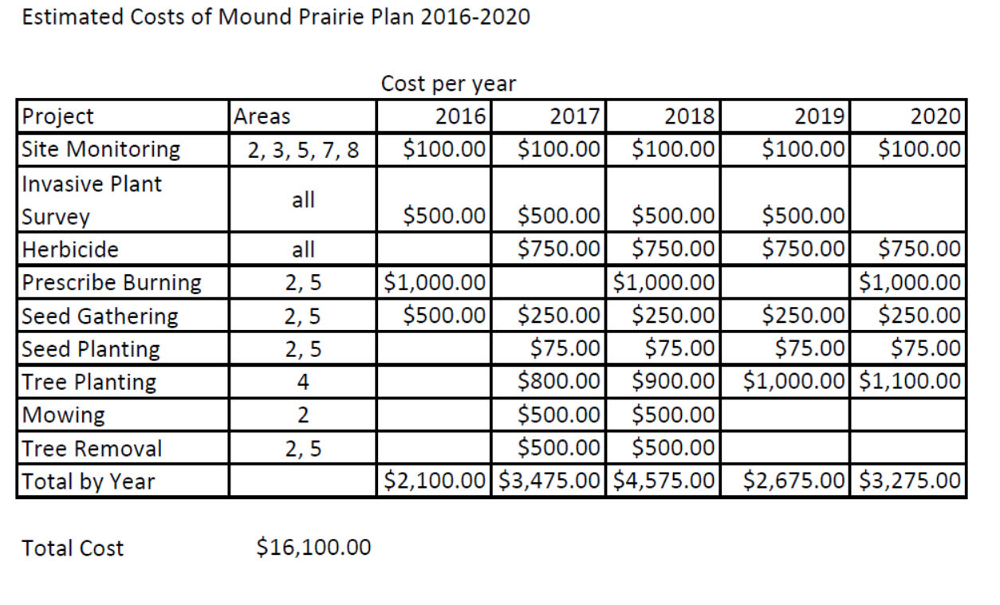 Estimated Costs of Mound Prairie Plan 2016-2020
Cost per year
Project Areas 2016 2017 2018 2019 2020
Site Monitoring 2, 3, 5, 7, 8 $100.00 $100.00 $100.00 $100.00 $100.00
Invasive Plant
Survey all $500.00 $500.00 $500.00 $500.00
Herbicide all $750.00 $750.00 $750.00 $750.00
Prescribe Burning 2, 5 $1,000.00 $1,000.00 $1,000.00
Seed Gathering 2, 5 $500.00 $250.00 $250.00 $250.00 $250.00
Seed Planting 2, 5 $75.00 $75.00 $75.00 $75.00
Tree Planting 4 $800.00 $900.00 $1,000.00 $1,100.00
Mowing 2 $500.00 $500.00
Tree Removal 2, 5 $500.00 $500.00
Total by Year $2,100.00 $3,475.00 $4,575.00 $2,675.00 $3,275.00
Total Cost $16,100.00